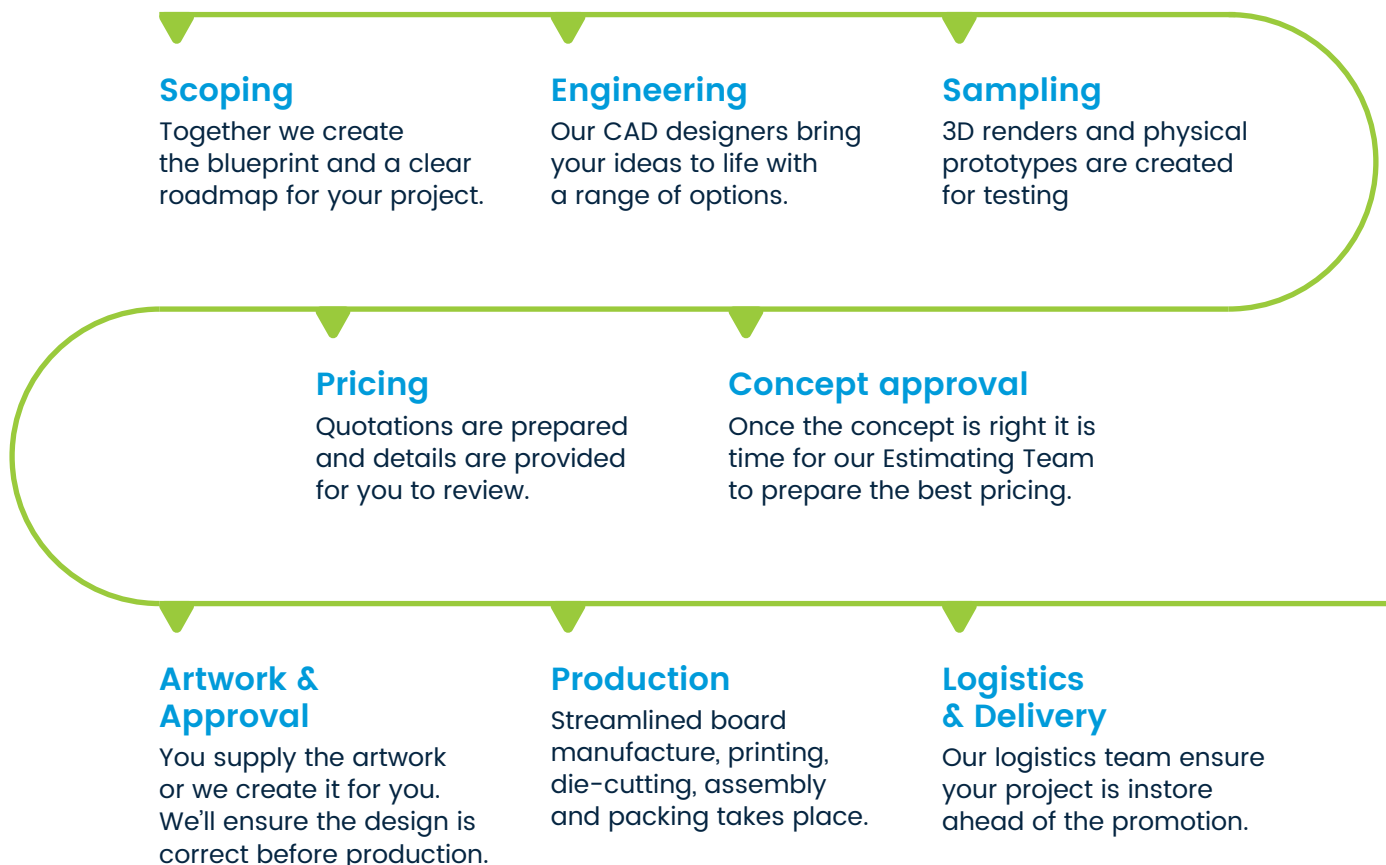 Scoping
Together we create
the blueprint and a clear
roadmap for your project.
Engineering
Our CAD designers bring
your ideas to life with
a range of options.
Sampling
3D renders and physical
prototypes are created
for testing
Concept approval
Once the concept is right it is
time for our Estimating Team
to prepare the best pricing.
Pricing
Quotations are prepared
and details are provided
for you to review.
Artwork &
Approval
You supply the artwork
or we create it for you.
We’ll ensure the design is
correct before production.
Production
Streamlined board
manufacture, printing,
die-cutting, assembly
and packing takes place.
Logistics
& Delivery
Our logistics team ensure
your project is instore
ahead of the promotion.